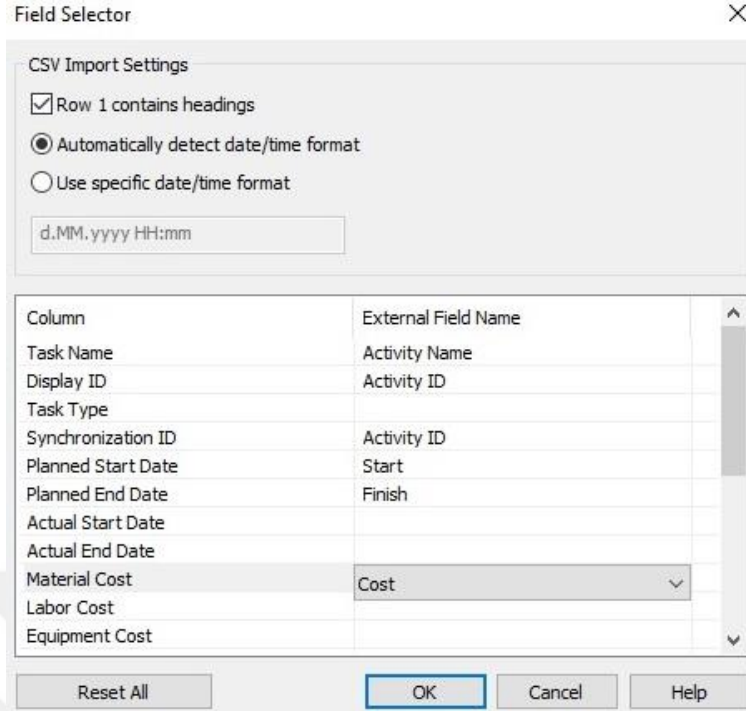 Field Selector
CSV Import Settings
Row 1 contains headings
Automatically detect date/time format
Use specific date/time format
d.MM.yyyy HH:mm
Column External Field Name
Task Name Activity Name
Display ID Activity ID
Task Type
Synchronization ID Activity ID
Planned Start Date Start
Planned End Date Finish
Actual Start Date
Actual End Date
Material Cost Cost
Labor Cost
Equipment Cost
Reset All OK Cancel Help